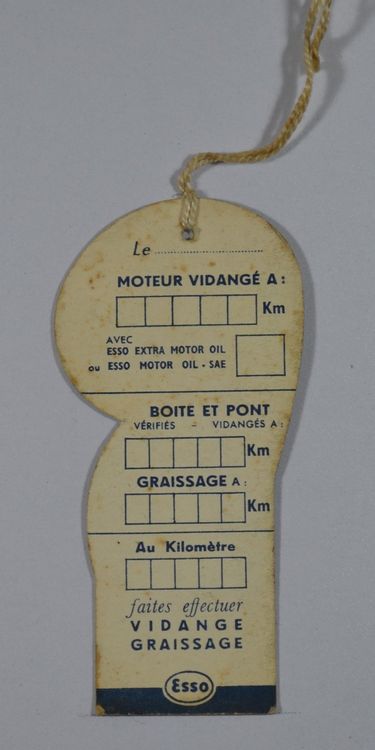 Le ........................................
MOTEUR VIDANGÉ A :
Km
AVEC
ESSO EXTRA MOTOR OIL
ou ESSO MOTOR OIL - SAE
BOITE ET PONT
VÉRIFIÉS - VIDANGÉS A :
Km
GRAISSAGE A :
Km
Au Kilomètre
faites effectuer
VIDANGE
GRAISSAGE
Esso